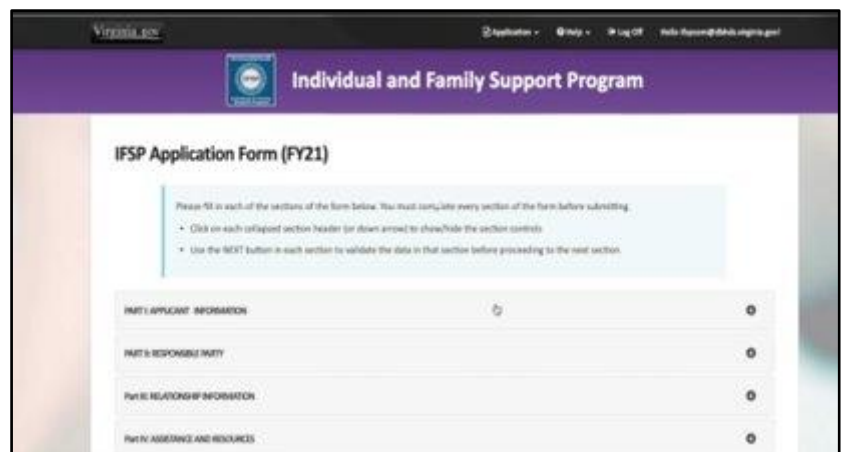 Virginia.gov
Application Help Log Off Hello
Individual and Family Support Program
IFSP Application Form (FY21)
Please fill in each of the sections of the form below. You must complete every section of the form before submitting.
• Click on each collapsed section header (or down arrow) to show/hide the section controls
• Use the NEXT button in each section to validate the data in that section before proceeding to the next section
PART I: APPLICANT INFORMATION
PART II: RESPONSIBLE PARTY
Part III: RELATIONSHIP INFORMATION
Part IV: ASSISTANCE AND RESOURCES